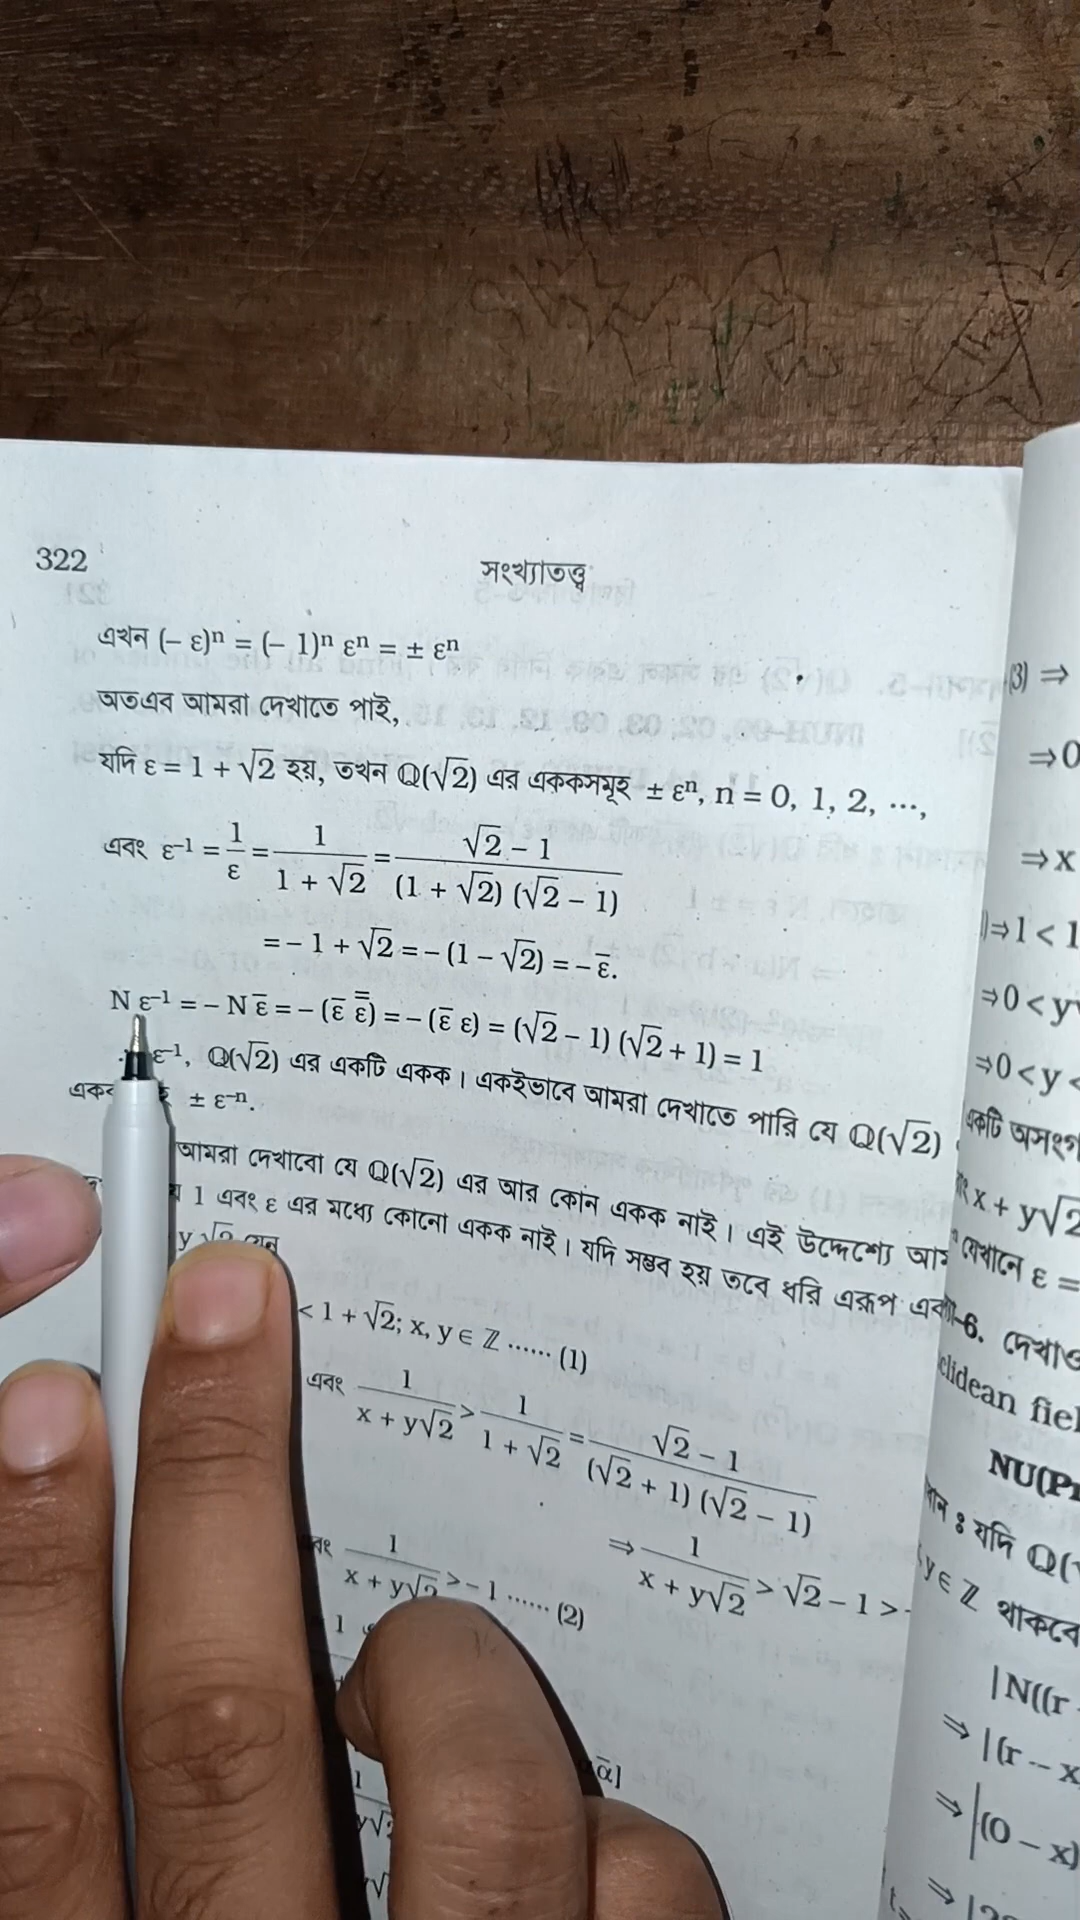 322
সংখ্যাতত্ত্ব
এখন (– ε)ⁿ = (– 1)ⁿ εⁿ = ± εⁿ
অতএব আমরা দেখাতে পাই,
যদি ε = 1 + √2 হয়, তখন Q(√2) এর এককসমূহ ± εⁿ, n = 0, 1, 2, ···,
এবং ε⁻¹ = 1/ε = 1/(1 + √2) = (√2 – 1)/((1 + √2) (√2 – 1))
= – 1 + √2 = – (1 – √2) = – ε̄.
N ε⁻¹ = – N ε̄ = – (ε̄ ε̿) = – (ε̄ ε) = (√2 – 1) (√2 + 1) = 1
ε⁻¹, Q(√2) এর একটি একক। একইভাবে আমরা দেখাতে পারি যে Q(√2)
± ε⁻ⁿ.
আমরা দেখাবো যে Q(√2) এর আর কোন একক নাই। এই উদ্দেশ্যে
1 এবং ε এর মধ্যে কোনো একক নাই। যদি সম্ভব হয় তবে ধরি এরূপ
y √2 যেন
< 1 + √2; x, y ∈ ℤ ······ (1)
এবং 1/(x + y√2) > 1/(1 + √2) = (√2 – 1)/((√2 + 1) (√2 – 1))
⇒ 1/(x + y√2) > √2 – 1 > -
1/(x + y√2) > – 1 ······ (2)
1
ᾱ]
(3) ⇒
⇒ 0
⇒ x
⇒ 1 < 1
⇒ 0 < y
⇒ 0 < y <
একটি
x + y√2
যেখানে ε =
-6. দেখাও
clidean fiel
NU(Pr
যদি Q(√
y ∈ ℤ থাকবে
|N((r
⇒ |(r – x
⇒ |(0 – x)
⇒